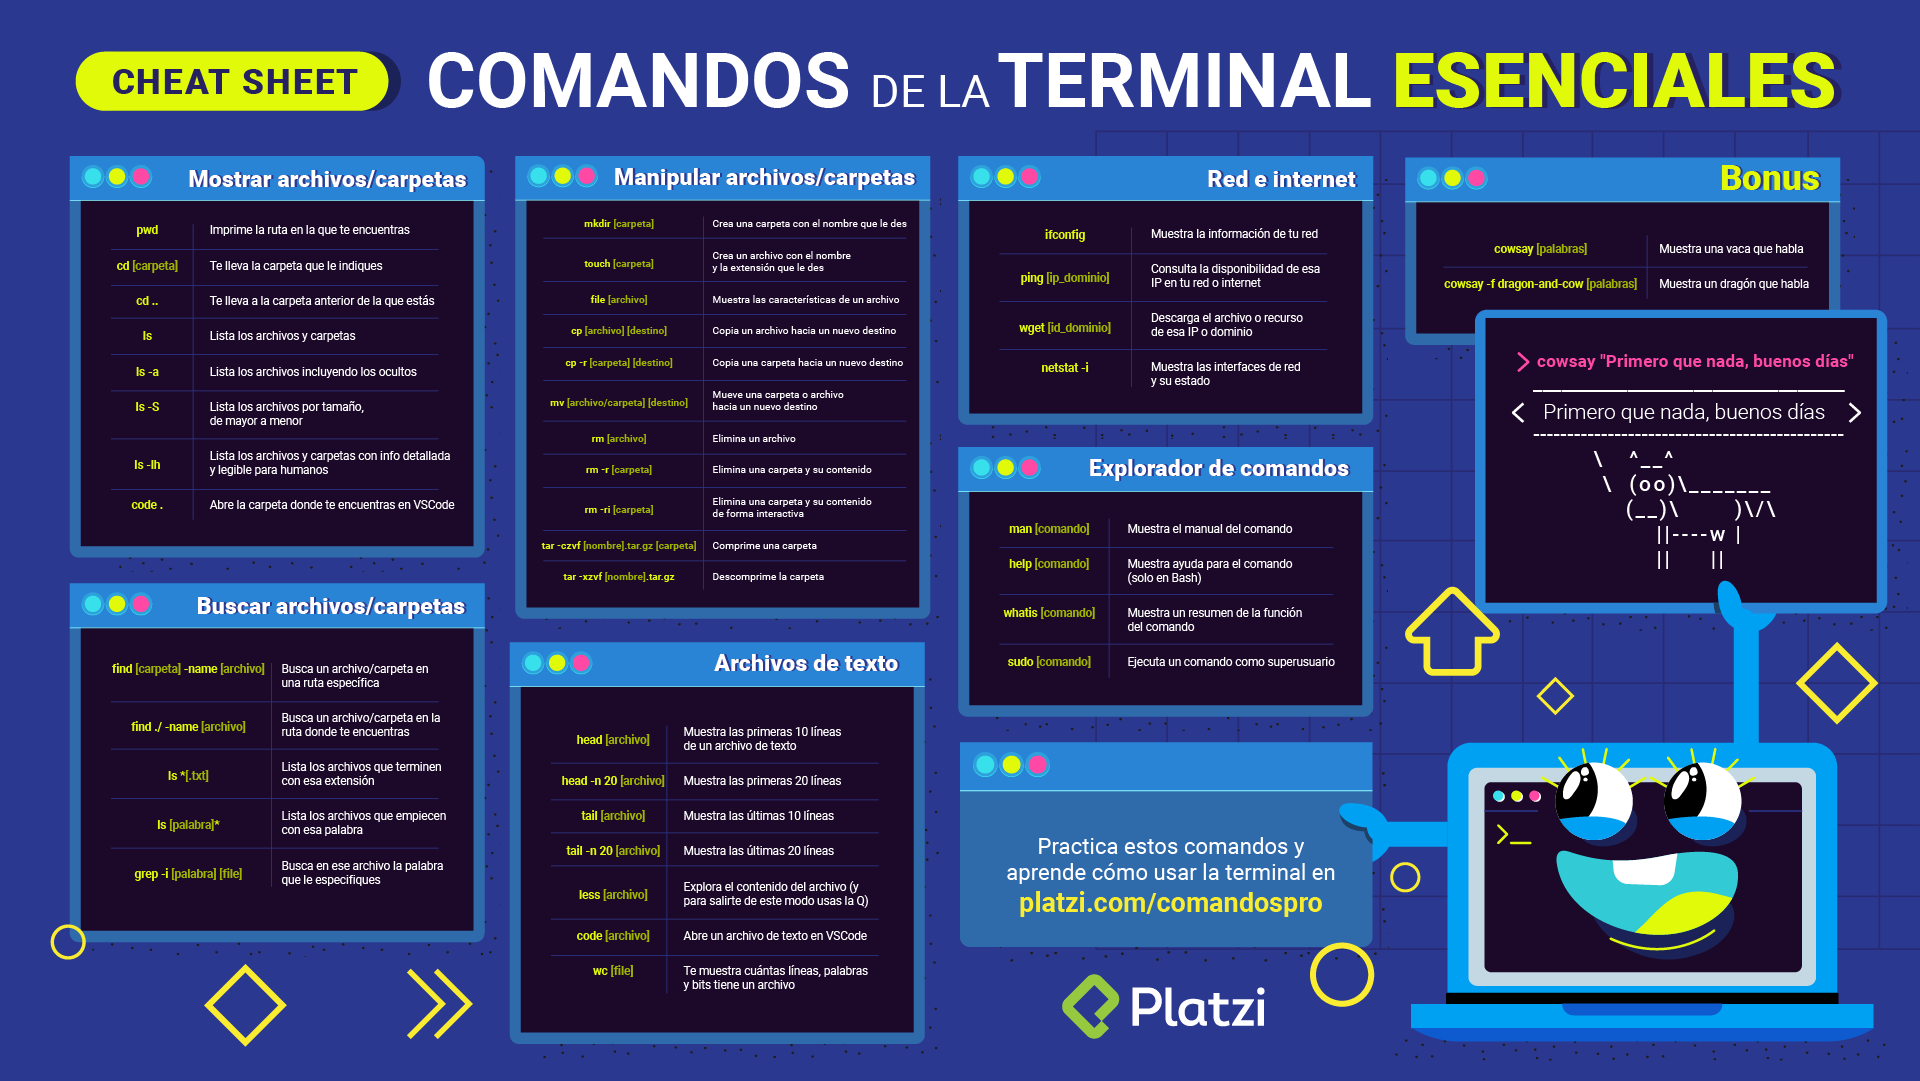 CHEAT SHEET
COMANDOS DE LA TERMINAL ESENCIALES
Mostrar archivos/carpetas
pwd Imprime la ruta en la que te encuentras
cd [carpeta] Te lleva la carpeta que le indiques
cd .. Te lleva a la carpeta anterior de la que estás
ls Lista los archivos y carpetas
ls -a Lista los archivos incluyendo los ocultos
ls -S Lista los archivos por tamaño,
de mayor a menor
ls -lh Lista los archivos y carpetas con info detallada
y legible para humanos
code . Abre la carpeta donde te encuentras en VSCode
Buscar archivos/carpetas
find [carpeta] -name [archivo] Busca un archivo/carpeta en
una ruta específica
find ./ -name [archivo] Busca un archivo/carpeta en la
ruta donde te encuentras
ls *[.txt] Lista los archivos que terminen
con esa extensión
ls [palabra]* Lista los archivos que empiecen
con esa palabra
grep -i [palabra] [file] Busca en ese archivo la palabra
que le especifiques
Manipular archivos/carpetas
mkdir [carpeta] Crea una carpeta con el nombre que le des
touch [carpeta] Crea un archivo con el nombre
y la extensión que le des
file [archivo] Muestra las características de un archivo
cp [archivo] [destino] Copia un archivo hacia un nuevo destino
cp -r [carpeta] [destino] Copia una carpeta hacia un nuevo destino
mv [archivo/carpeta] [destino] Mueve una carpeta o archivo
hacia un nuevo destino
rm [archivo] Elimina un archivo
rm -r [carpeta] Elimina una carpeta y su contenido
rm -ri [carpeta] Elimina una carpeta y su contenido
de forma interactiva
tar -czvf [nombre].tar.gz [carpeta] Comprime una carpeta
tar -xzvf [nombre].tar.gz Descomprime la carpeta
Archivos de texto
head [archivo] Muestra las primeras 10 líneas
de un archivo de texto
head -n 20 [archivo] Muestra las primeras 20 líneas
tail [archivo] Muestra las últimas 10 líneas
tail -n 20 [archivo] Muestra las últimas 20 líneas
less [archivo] Explora el contenido del archivo (y
para salirte de este modo usas la Q)
code [archivo] Abre un archivo de texto en VSCode
wc [file] Te muestra cuántas líneas, palabras
y bits tiene un archivo
Red e internet
ifconfig Muestra la información de tu red
ping [ip_dominio] Consulta la disponibilidad de esa
IP en tu red o internet
wget [id_dominio] Descarga el archivo o recurso
de esa IP o dominio
netstat -i Muestra las interfaces de red
y su estado
Explorador de comandos
man [comando] Muestra el manual del comando
help [comando] Muestra ayuda para el comando
(solo en Bash)
whatis [comando] Muestra un resumen de la función
del comando
sudo [comando] Ejecuta un comando como superusuario
Practica estos comandos y
aprende cómo usar la terminal en
platzi.com/comandospro
Platzi
Bonus
cowsay [palabras] Muestra una vaca que habla
cowsay -f dragon-and-cow [palabras] Muestra un dragón que habla
> cowsay "Primero que nada, buenos días"
< Primero que nada, buenos días >
\ ^__^
\ (oo)\_______
(__)\ )\/\
||----w |
|| ||
>_